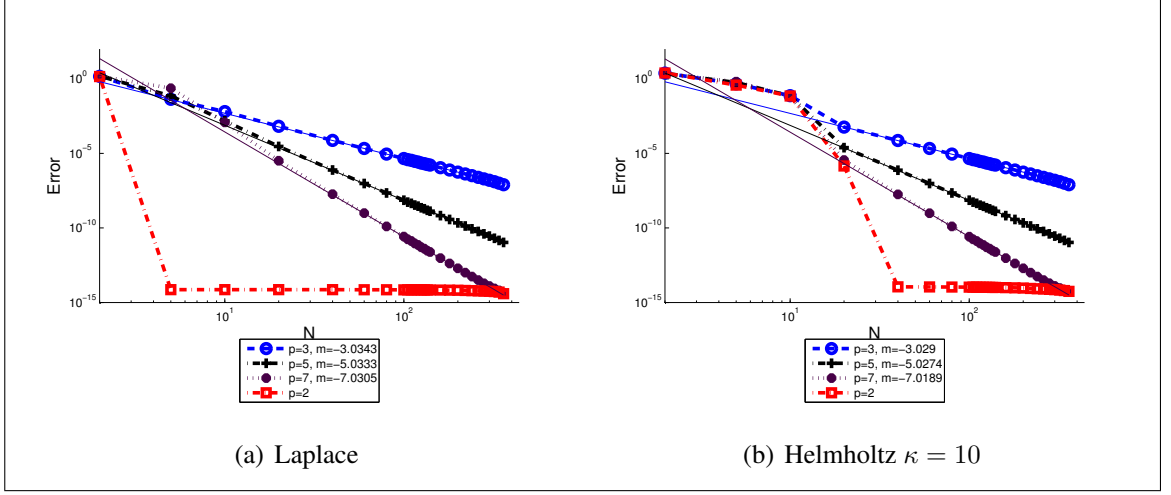 10^0
10^−5
10^−10
10^−15
Error
10^1
10^2
N
p=3, m=−3.0343
p=5, m=−5.0333
p=7, m=−7.0305
p=2
(a) Laplace
10^0
10^−5
10^−10
10^−15
Error
10^1
10^2
N
p=3, m=−3.029
p=5, m=−5.0274
p=7, m=−7.0189
p=2
(b) Helmholtz κ = 10